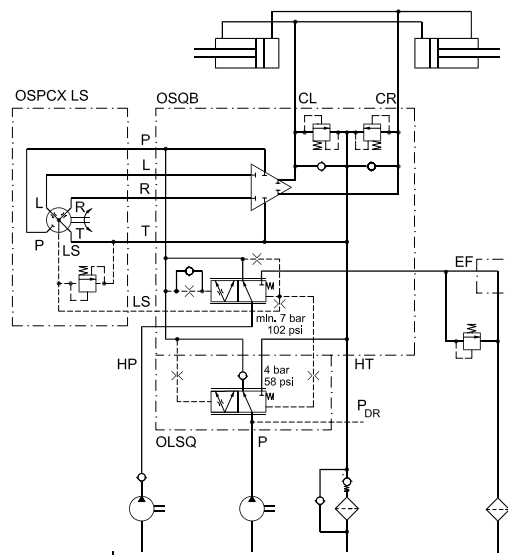 OSPCX LS
OSQB
CL
CR
P
L
R
T
L
R
T
P
LS
LS
EF
mIn. 7 bar
102 psi
HP
HT
4 bar
58 psi
PDR
OLSQ
P